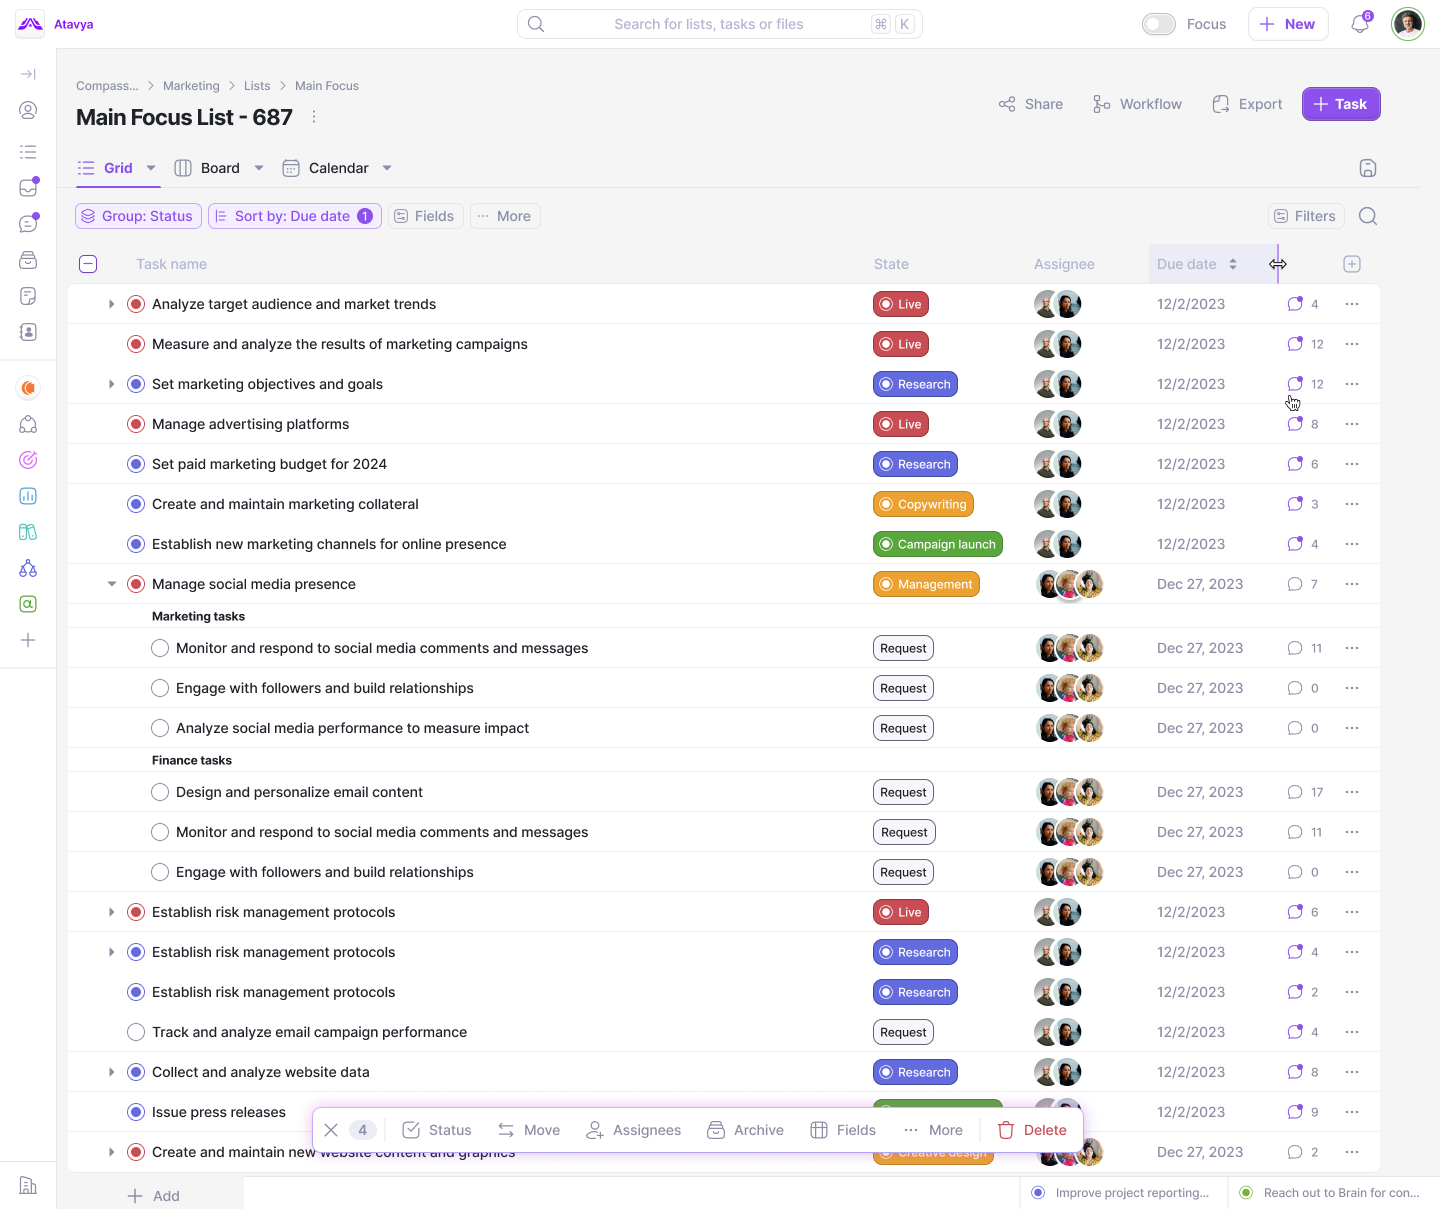 Atavya
Search for lists, tasks or files
⌘ K
Focus
New
6
Compass...
Marketing
Lists
Main Focus
Main Focus List - 687
Share
Workflow
Export
Task
Grid
Board
Calendar
Group: Status
Sort by: Due date 1
Fields
More
Filters
Task name State Assignee Due date
Analyze target audience and market trends Live 12/2/2023 4
Measure and analyze the results of marketing campaigns Live 12/2/2023 12
Set marketing objectives and goals Research 12/2/2023 12
Manage advertising platforms Live 12/2/2023 8
Set paid marketing budget for 2024 Research 12/2/2023 6
Create and maintain marketing collateral Copywriting 12/2/2023 3
Establish new marketing channels for online presence Campaign launch 12/2/2023 4
Manage social media presence Management Dec 27, 2023 7
Marketing tasks
Monitor and respond to social media comments and messages Request Dec 27, 2023 11
Engage with followers and build relationships Request Dec 27, 2023 0
Analyze social media performance to measure impact Request Dec 27, 2023 0
Finance tasks
Design and personalize email content Request Dec 27, 2023 17
Monitor and respond to social media comments and messages Request Dec 27, 2023 11
Engage with followers and build relationships Request Dec 27, 2023 0
Establish risk management protocols Live 12/2/2023 6
Establish risk management protocols Research 12/2/2023 4
Establish risk management protocols Research 12/2/2023 2
Track and analyze email campaign performance Request 12/2/2023 4
Collect and analyze website data Research 12/2/2023 8
Issue press releases 12/2/2023 9
4 Status Move Assignees Archive Fields More Delete
Create and maintain new website content and graphics Creative design Dec 27, 2023 2
Add
Improve project reporting...
Reach out to Brain for con...